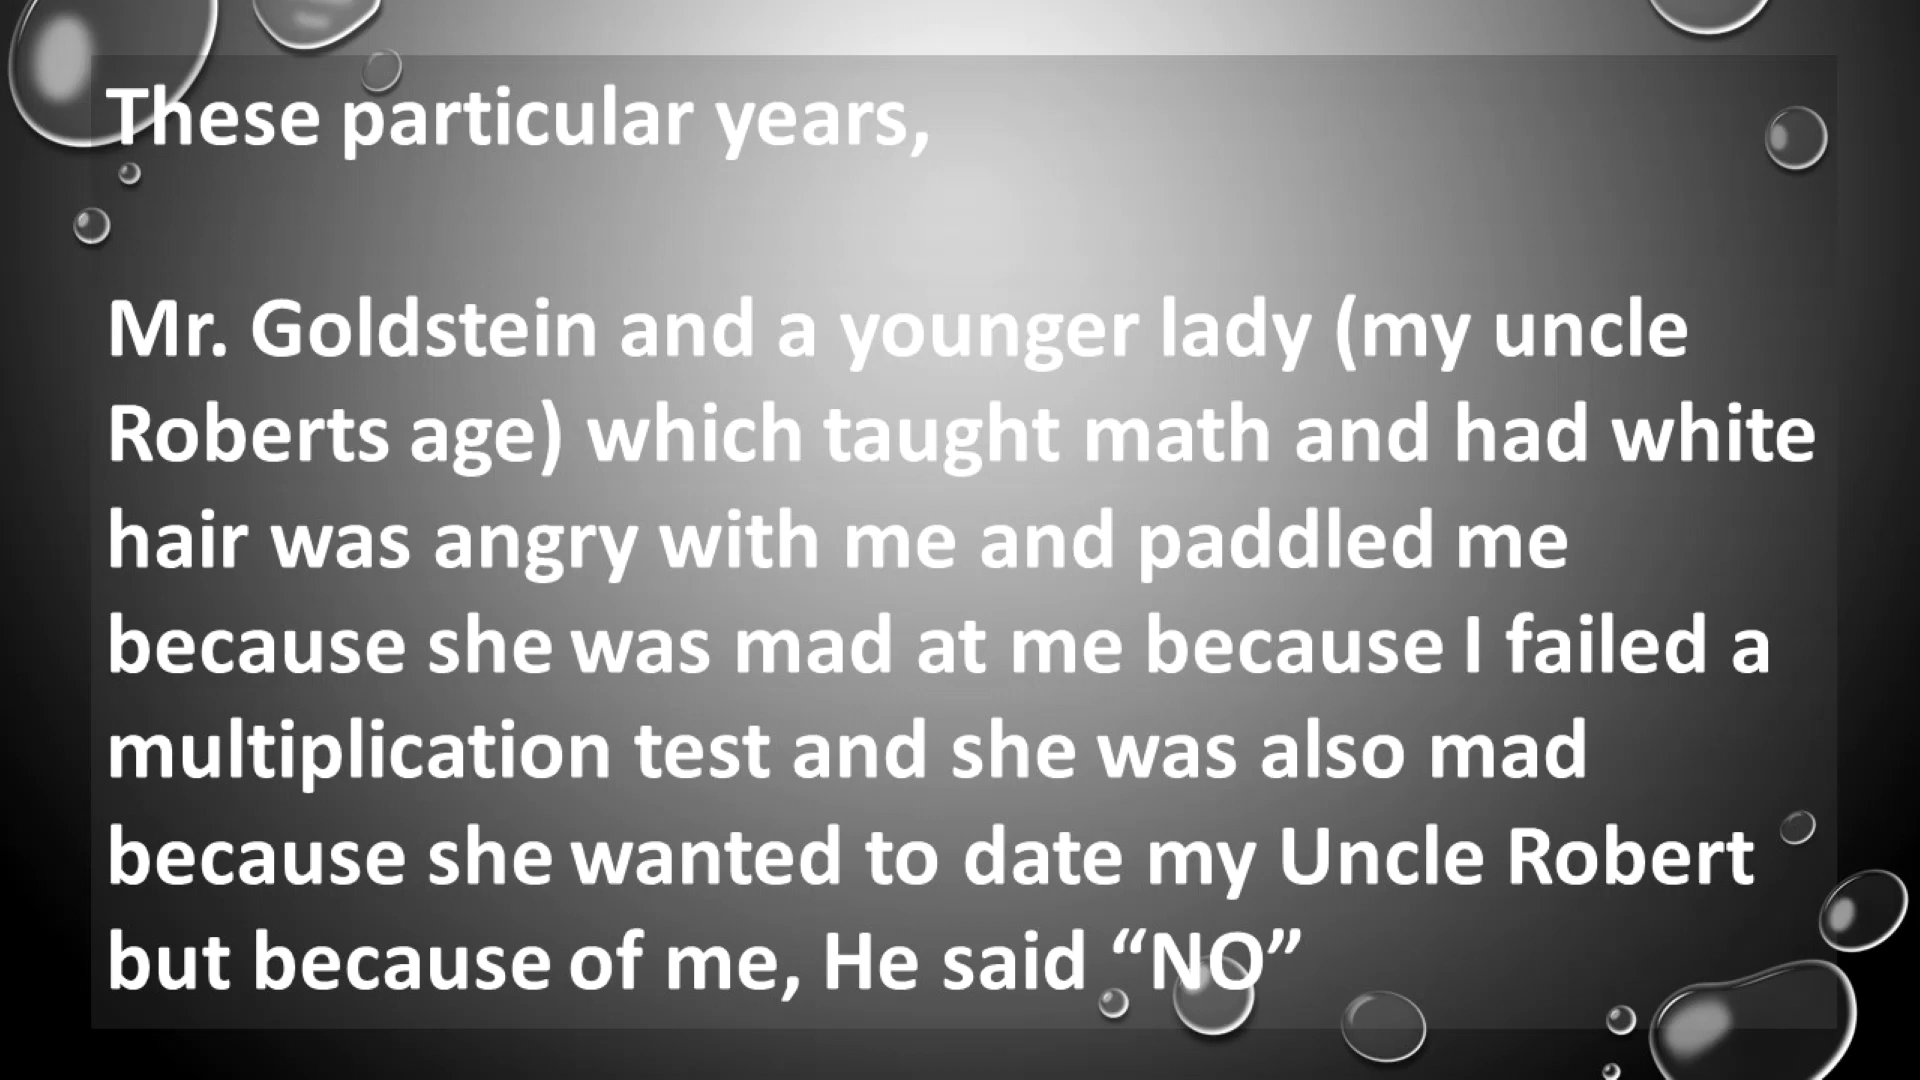 These particular years,
Mr. Goldstein and a younger lady (my uncle
Roberts age) which taught math and had white
hair was angry with me and paddled me
because she was mad at me because I failed a
multiplication test and she was also mad
because she wanted to date my Uncle Robert
but because of me, He said “NO”